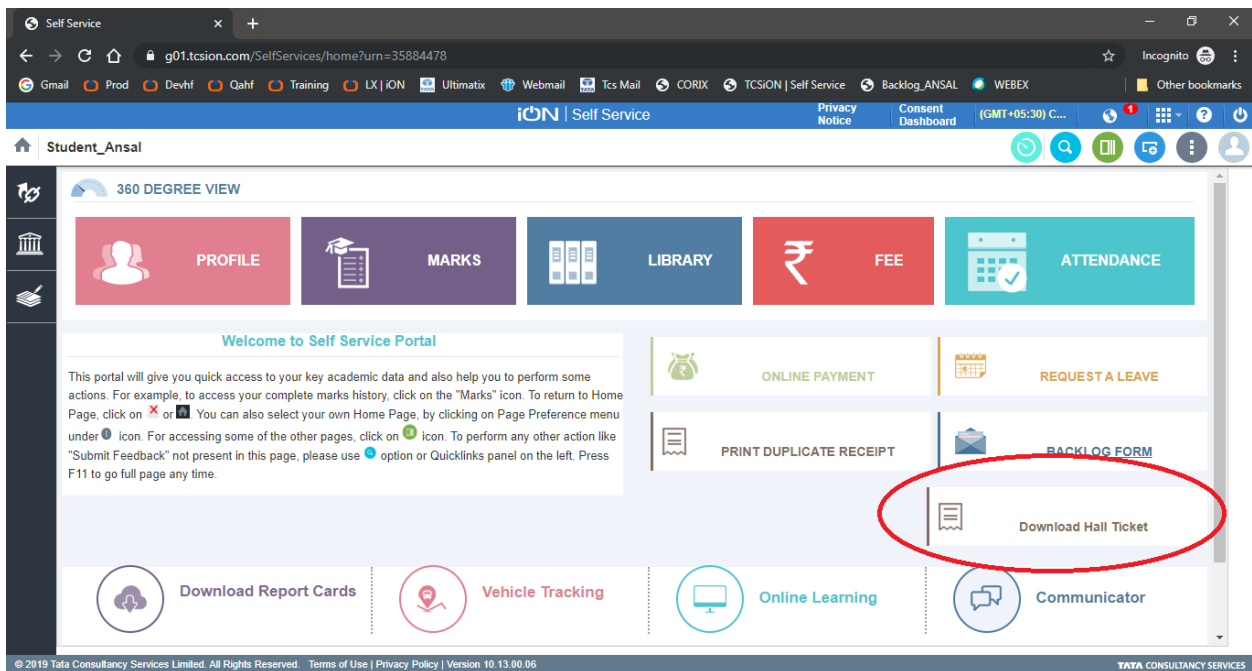 Self Service
g01.tcsion.com/SelfServices/home?urn=35884478
Incognito
Gmail Prod Devhf Qahf Training LX | iON Ultimatix Webmail Tcs Mail CORIX TCSiON | Self Service Backlog_ANSAL WEBEX Other bookmarks
iON | Self Service
Privacy Notice
Consent Dashboard
(GMT+05:30) C...
1
Student_Ansal
360 DEGREE VIEW
PROFILE
MARKS
LIBRARY
FEE
ATTENDANCE
Welcome to Self Service Portal
This portal will give you quick access to your key academic data and also help you to perform some
actions. For example, to access your complete marks history, click on the "Marks" icon. To return to Home
Page, click on X or . You can also select your own Home Page, by clicking on Page Preference menu
under icon. For accessing some of the other pages, click on icon. To perform any other action like
"Submit Feedback" not present in this page, please use option or Quicklinks panel on the left. Press
F11 to go full page any time.
ONLINE PAYMENT
REQUEST A LEAVE
PRINT DUPLICATE RECEIPT
BACKLOG FORM
Download Hall Ticket
Download Report Cards
Vehicle Tracking
Online Learning
Communicator
© 2019 Tata Consultancy Services Limited. All Rights Reserved. Terms of Use | Privacy Policy | Version 10.13.00.06
TATA CONSULTANCY SERVICES